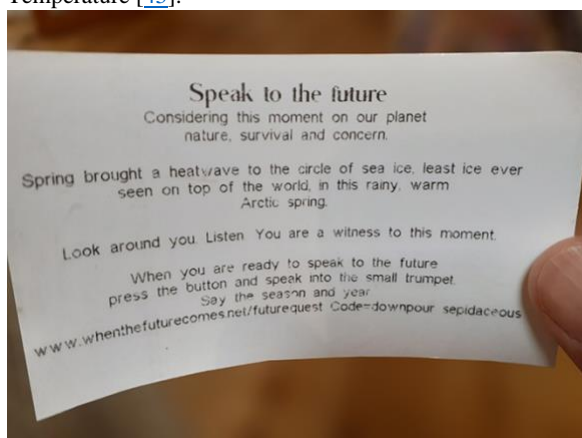 Temperature [43].
Speak to the future
Considering this moment on our planet
nature, survival and concern.
Spring brought a heatwave to the circle of sea ice, least ice ever
seen on top of the world, in this rainy, warm
Arctic spring.
Look around you. Listen You are a witness to this moment.
When you are ready to speak to the future
press the button and speak into the small trumpet.
Say the season and year
www.whenthefuturecomes.net/futurequest Code=downpour sepidaceous